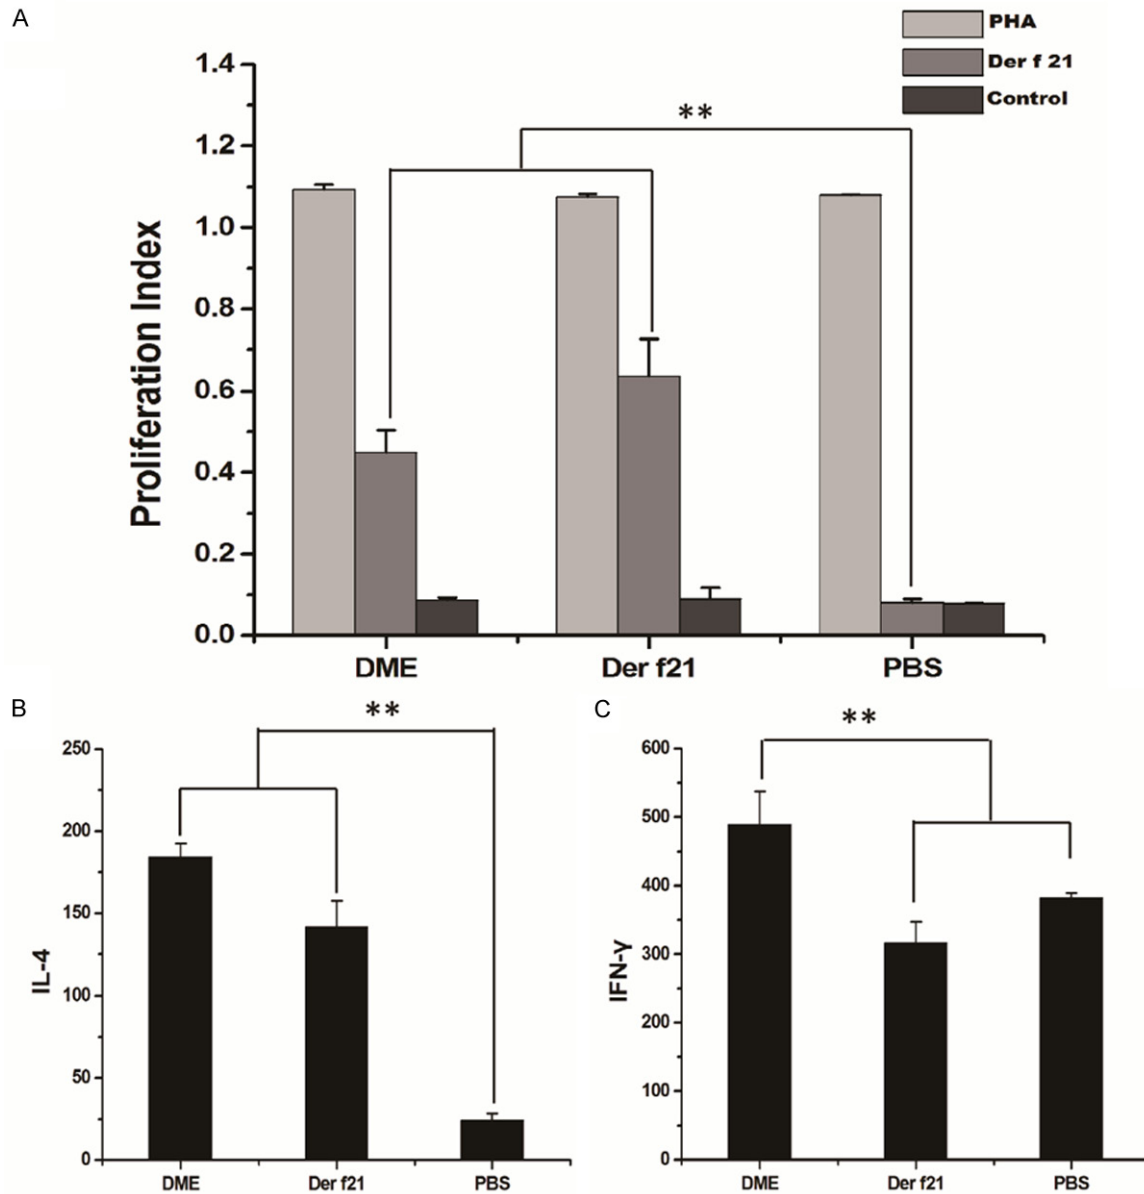 A
PHA
Der f 21
Control
**
1.4
1.2
1.0
0.8
0.6
0.4
0.2
0.0
Proliferation Index
DME Der f21 PBS
B
**
250
200
150
100
50
0
IL-4
DME Der f21 PBS
C
**
600
500
400
300
200
100
0
IFN-γ
DME Der f21 PBS